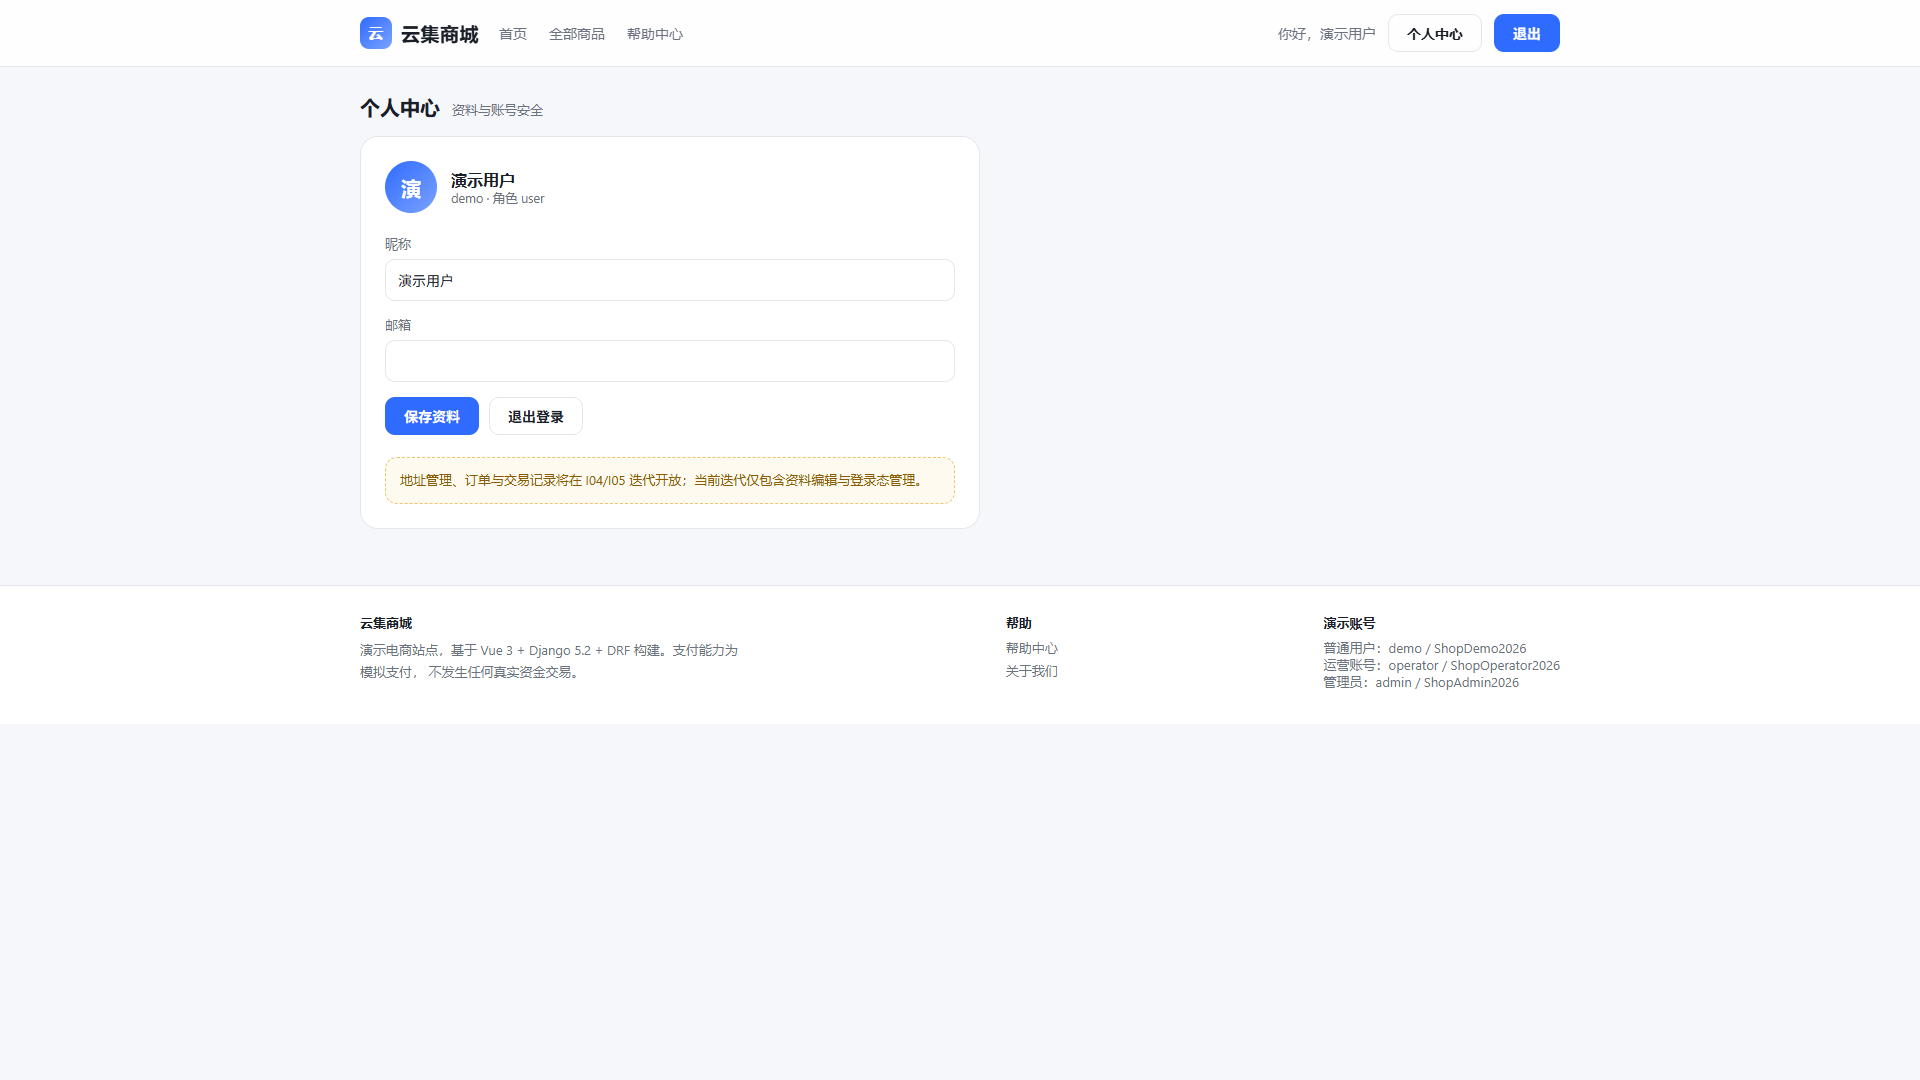 云 云集商城 首页 全部商品 帮助中心 你好，演示用户 个人中心 退出
个人中心 资料与账号安全
演
演示用户
demo · 角色 user
昵称
演示用户
邮箱
保存资料 退出登录
地址管理、订单与交易记录将在 I04/I05 迭代开放；当前迭代仅包含资料编辑与登录态管理。
云集商城
演示电商站点，基于 Vue 3 + Django 5.2 + DRF 构建。支付能力为
模拟支付， 不发生任何真实资金交易。
帮助
帮助中心
关于我们
演示账号
普通用户：demo / ShopDemo2026
运营账号：operator / ShopOperator2026
管理员：admin / ShopAdmin2026